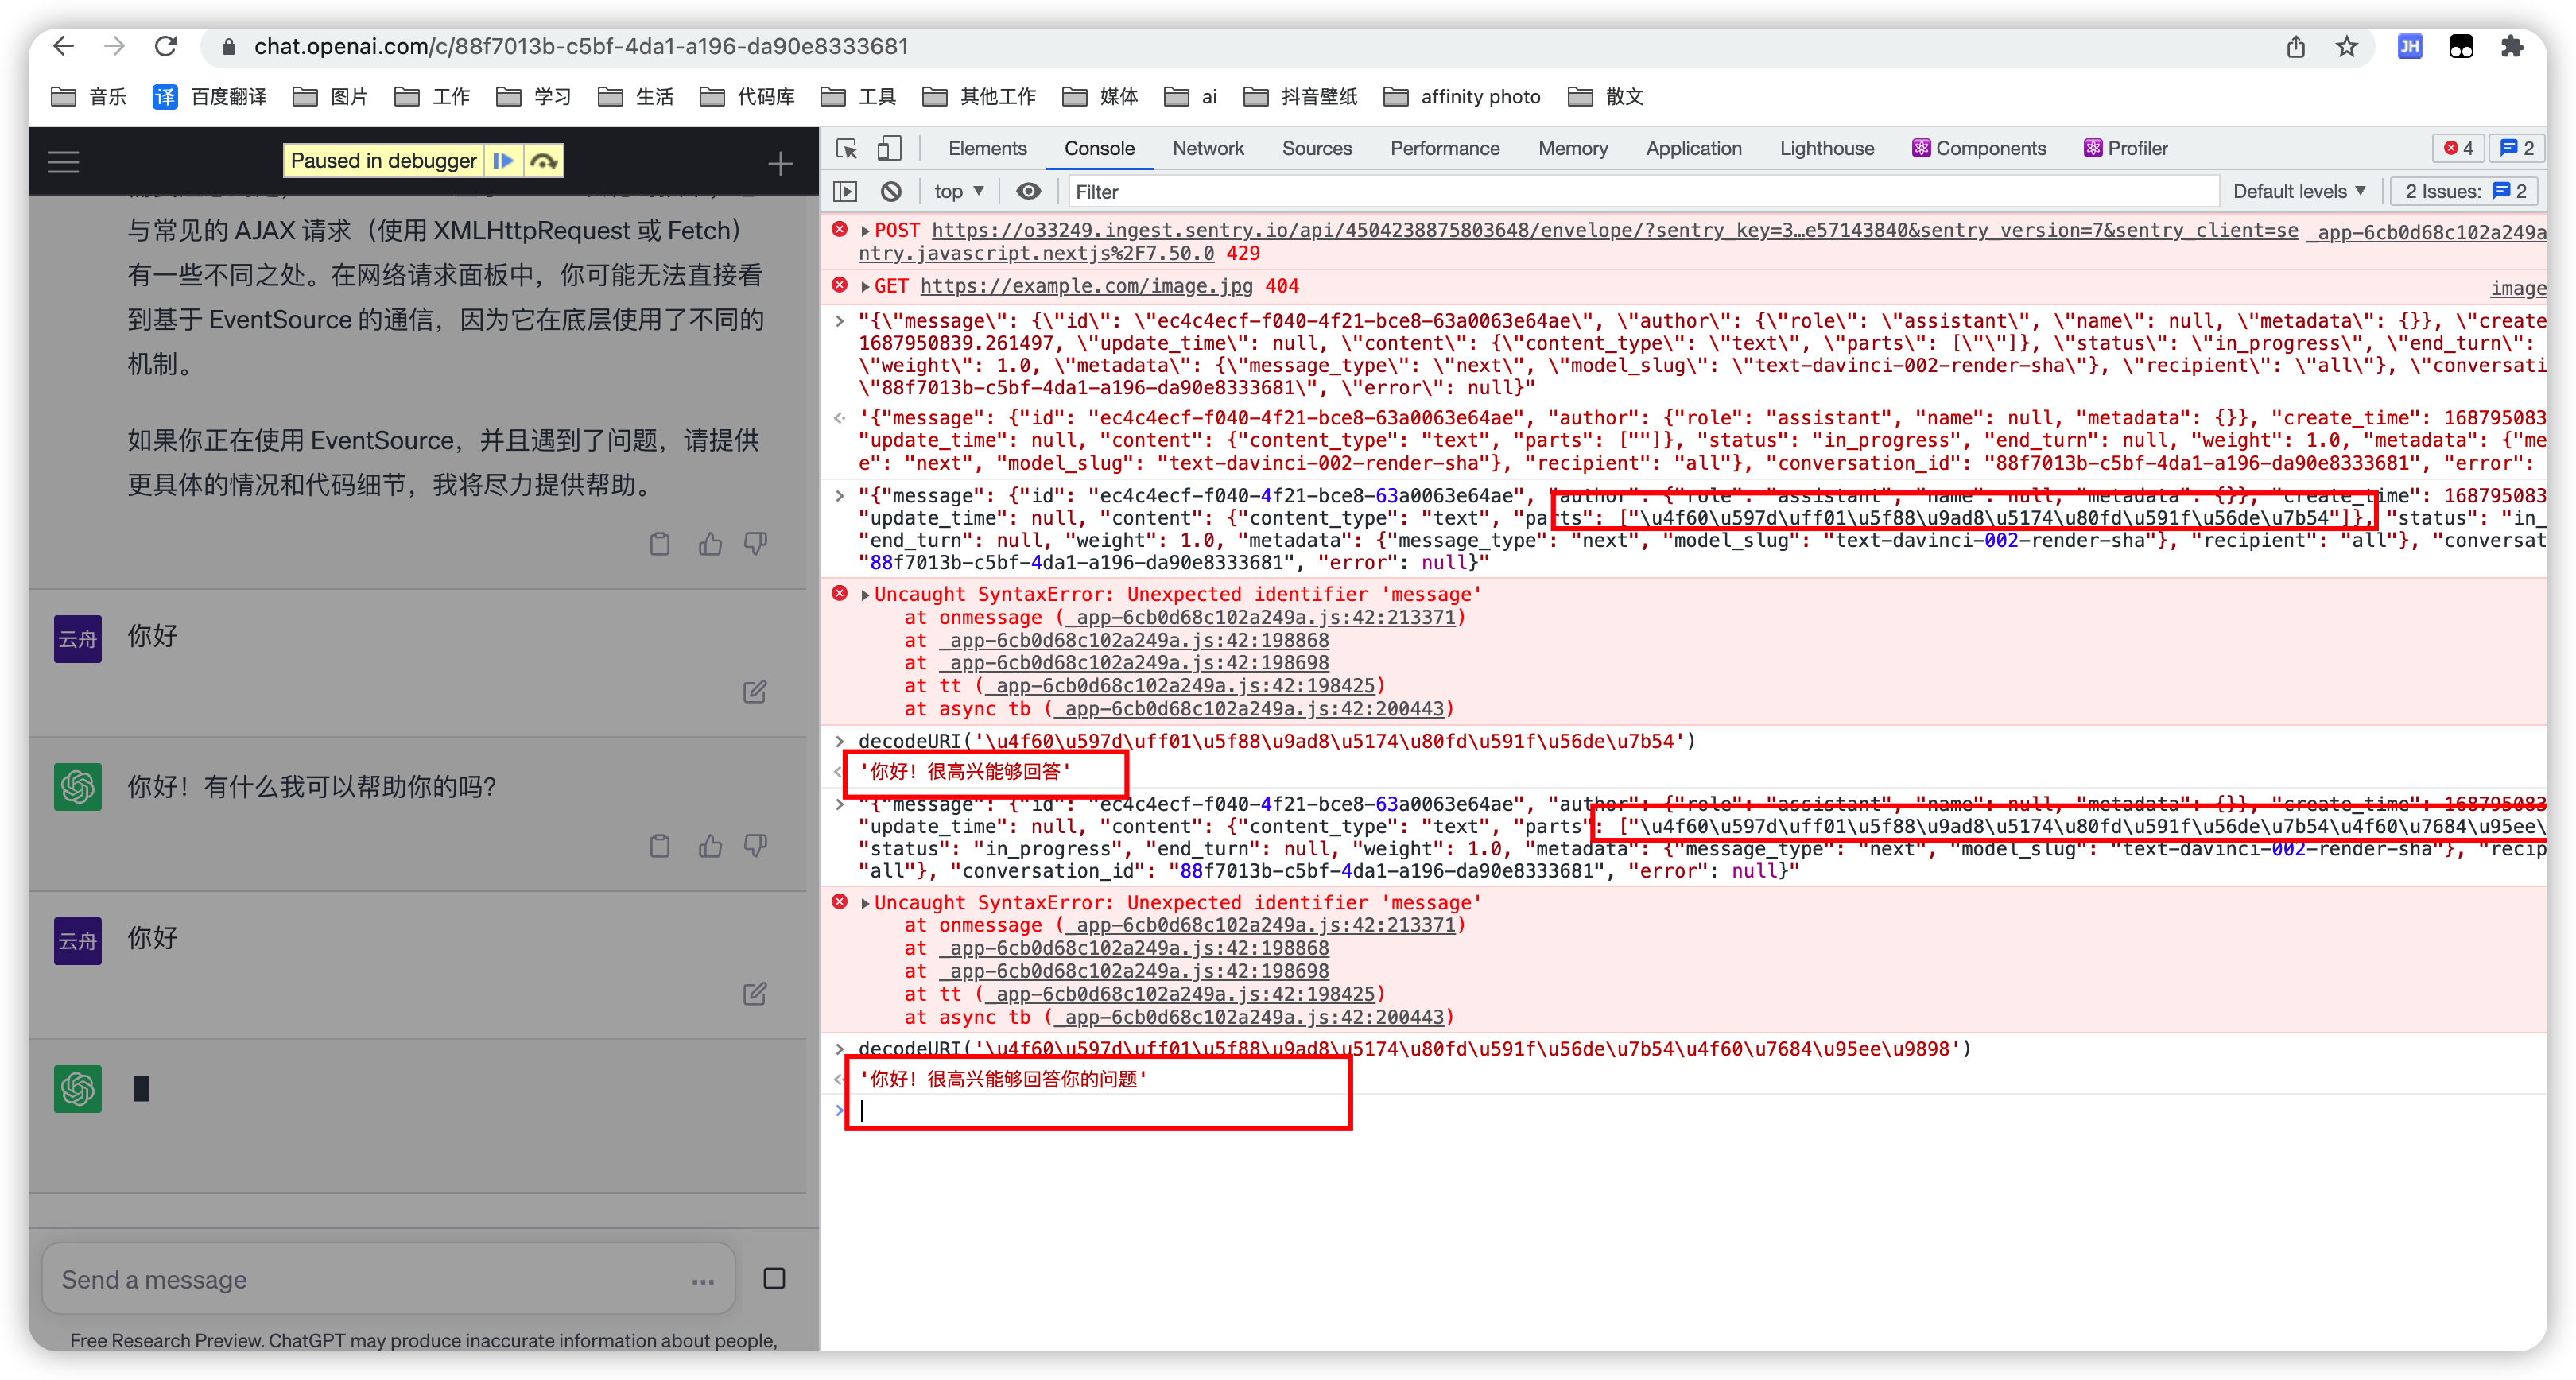 chat.openai.com/c/88f7013b-c5bf-4da1-a196-da90e8333681
JH
音乐
译 百度翻译
图片
工作
学习
生活
代码库
工具
其他工作
媒体
ai
抖音壁纸
affinity photo
散文
Paused in debugger
与常见的 AJAX 请求（使用 XMLHttpRequest 或 Fetch）
有一些不同之处。在网络请求面板中，你可能无法直接看
到基于 EventSource 的通信，因为它在底层使用了不同的
机制。
如果你正在使用 EventSource，并且遇到了问题，请提供
更具体的情况和代码细节，我将尽力提供帮助。
云舟
你好
你好！有什么我可以帮助你的吗？
云舟
你好
Send a message
Free Research Preview. ChatGPT may produce inaccurate information about people,
Elements Console Network Sources Performance Memory Application Lighthouse Components Profiler 4 2
top Filter Default levels 2 Issues: 2
POST https://o33249.ingest.sentry.io/api/4504238875803648/envelope/?sentry_key=3…e57143840&sentry_version=7&sentry_client=se _app-6cb0d68c102a249a
ntry.javascript.nextjs%2F7.50.0 429
GET https://example.com/image.jpg 404 image
"{\"message\": {\"id\": \"ec4c4ecf-f040-4f21-bce8-63a0063e64ae\", \"author\": {\"role\": \"assistant\", \"name\": null, \"metadata\": {}}, \"create
1687950839.261497, \"update_time\": null, \"content\": {\"content_type\": \"text\", \"parts\": [\"\"]}, \"status\": \"in_progress\", \"end_turn\":
\"weight\": 1.0, \"metadata\": {\"message_type\": \"next\", \"model_slug\": \"text-davinci-002-render-sha\"}, \"recipient\": \"all\"}, \"conversati
\"88f7013b-c5bf-4da1-a196-da90e8333681\", \"error\": null}"
'{"message": {"id": "ec4c4ecf-f040-4f21-bce8-63a0063e64ae", "author": {"role": "assistant", "name": null, "metadata": {}}, "create_time": 168795083
"update_time": null, "content": {"content_type": "text", "parts": [""]}, "status": "in_progress", "end_turn": null, "weight": 1.0, "metadata": {"me
e": "next", "model_slug": "text-davinci-002-render-sha"}, "recipient": "all"}, "conversation_id": "88f7013b-c5bf-4da1-a196-da90e8333681", "error":
"{"message": {"id": "ec4c4ecf-f040-4f21-bce8-63a0063e64ae", "author": {"role": "assistant", "name": null, "metadata": {}}, "create_time": 168795083
"update_time": null, "content": {"content_type": "text", "parts": ["\u4f60\u597d\uff01\u5f88\u9ad8\u5174\u80fd\u591f\u56de\u7b54"]}, "status": "in_
"end_turn": null, "weight": 1.0, "metadata": {"message_type": "next", "model_slug": "text-davinci-002-render-sha"}, "recipient": "all"}, "conversat
"88f7013b-c5bf-4da1-a196-da90e8333681", "error": null}"
Uncaught SyntaxError: Unexpected identifier 'message'
at onmessage (_app-6cb0d68c102a249a.js:42:213371)
at _app-6cb0d68c102a249a.js:42:198868
at _app-6cb0d68c102a249a.js:42:198698
at tt (_app-6cb0d68c102a249a.js:42:198425)
at async tb (_app-6cb0d68c102a249a.js:42:200443)
decodeURI('\u4f60\u597d\uff01\u5f88\u9ad8\u5174\u80fd\u591f\u56de\u7b54')
'你好！很高兴能够回答'
"{"message": {"id": "ec4c4ecf-f040-4f21-bce8-63a0063e64ae", "author": {"role": "assistant", "name": null, "metadata": {}}, "create_time": 168795083
"update_time": null, "content": {"content_type": "text", "parts": ["\u4f60\u597d\uff01\u5f88\u9ad8\u5174\u80fd\u591f\u56de\u7b54\u4f60\u7684\u95ee\
"status": "in_progress", "end_turn": null, "weight": 1.0, "metadata": {"message_type": "next", "model_slug": "text-davinci-002-render-sha"}, "recip
"all"}, "conversation_id": "88f7013b-c5bf-4da1-a196-da90e8333681", "error": null}"
Uncaught SyntaxError: Unexpected identifier 'message'
at onmessage (_app-6cb0d68c102a249a.js:42:213371)
at _app-6cb0d68c102a249a.js:42:198868
at _app-6cb0d68c102a249a.js:42:198698
at tt (_app-6cb0d68c102a249a.js:42:198425)
at async tb (_app-6cb0d68c102a249a.js:42:200443)
decodeURI('\u4f60\u597d\uff01\u5f88\u9ad8\u5174\u80fd\u591f\u56de\u7b54\u4f60\u7684\u95ee\u9898')
'你好！很高兴能够回答你的问题'